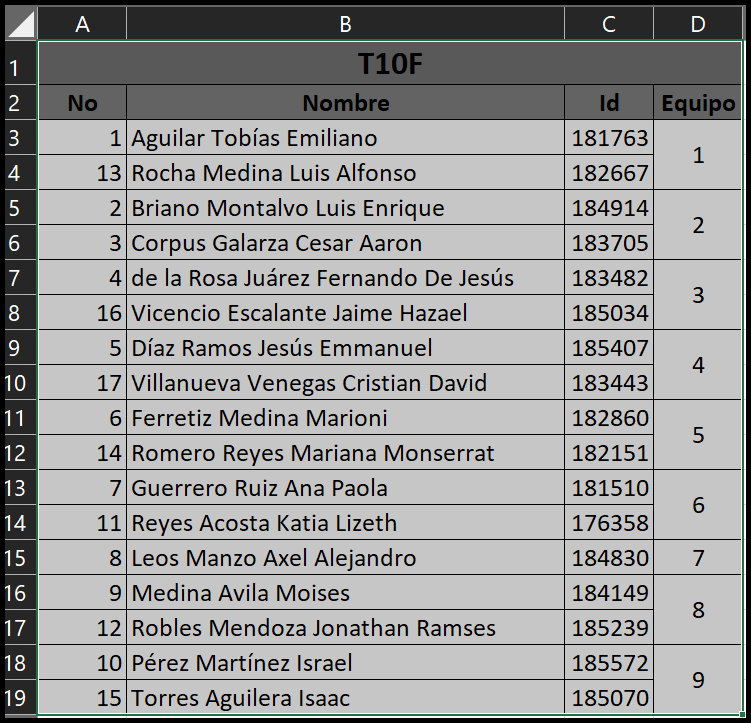 A B C D
1 T10F
2 No Nombre Id Equipo
3 1 Aguilar Tobías Emiliano 181763 1
4 13 Rocha Medina Luis Alfonso 182667
5 2 Briano Montalvo Luis Enrique 184914 2
6 3 Corpus Galarza Cesar Aaron 183705
7 4 de la Rosa Juárez Fernando De Jesús 183482 3
8 16 Vicencio Escalante Jaime Hazael 185034
9 5 Díaz Ramos Jesús Emmanuel 185407 4
10 17 Villanueva Venegas Cristian David 183443
11 6 Ferretiz Medina Marioni 182860 5
12 14 Romero Reyes Mariana Monserrat 182151
13 7 Guerrero Ruiz Ana Paola 181510 6
14 11 Reyes Acosta Katia Lizeth 176358
15 8 Leos Manzo Axel Alejandro 184830 7
16 9 Medina Avila Moises 184149 8
17 12 Robles Mendoza Jonathan Ramses 185239
18 10 Pérez Martínez Israel 185572 9
19 15 Torres Aguilera Isaac 185070